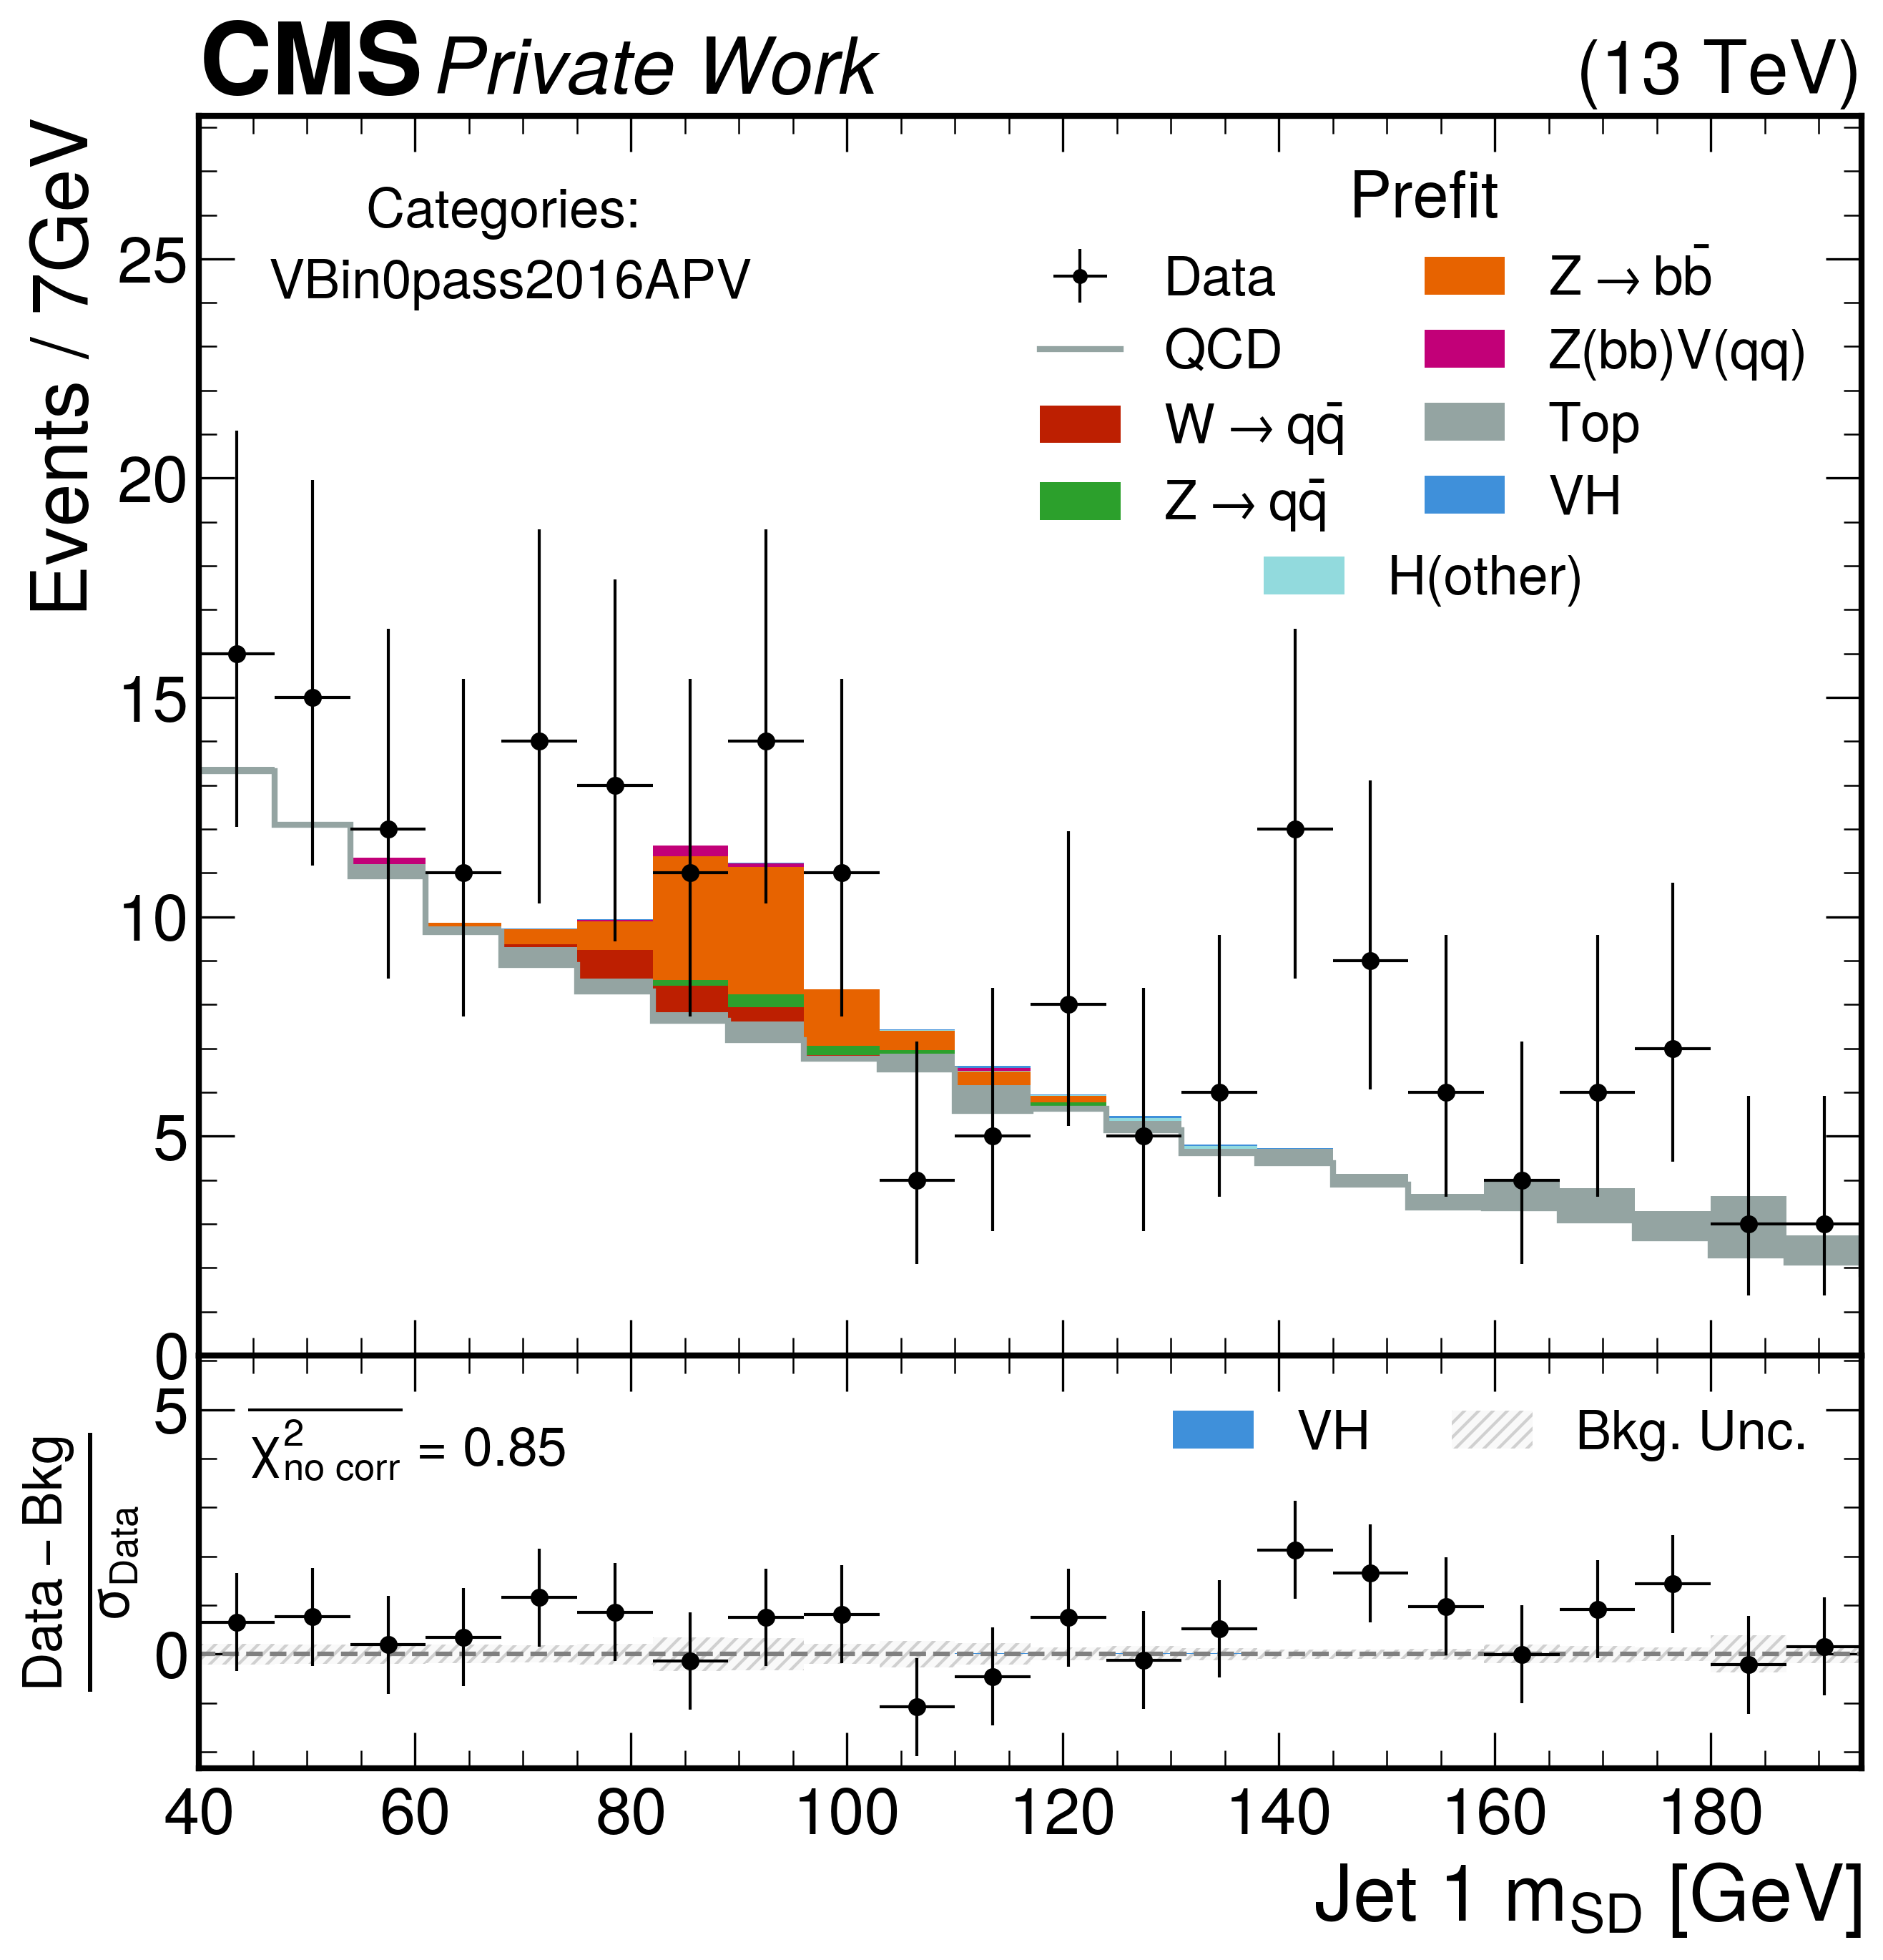 CMS Private Work (13 TeV)
Events / 7GeV
Categories:
VBin0pass2016APV
Prefit
Data
QCD
W → qq̄
Z → qq̄
Z → bb̄
Z(bb)V(qq)
Top
VH
H(other)
25
20
15
10
5
0
Data − Bkg
σData
χ²no corr = 0.85
VH
Bkg. Unc.
5
0
40 60 80 100 120 140 160 180
Jet 1 mSD [GeV]